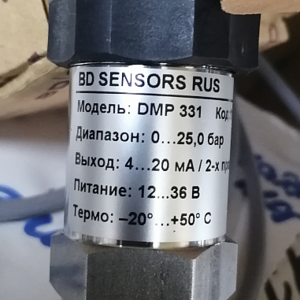 BD SENSORS RUS
Модель: DMP 331 Код:
Диапазон: 0...25,0 бар
Выход: 4...20 мА / 2-х
Питание: 12...36 В
Термо: –20° ...+50° С